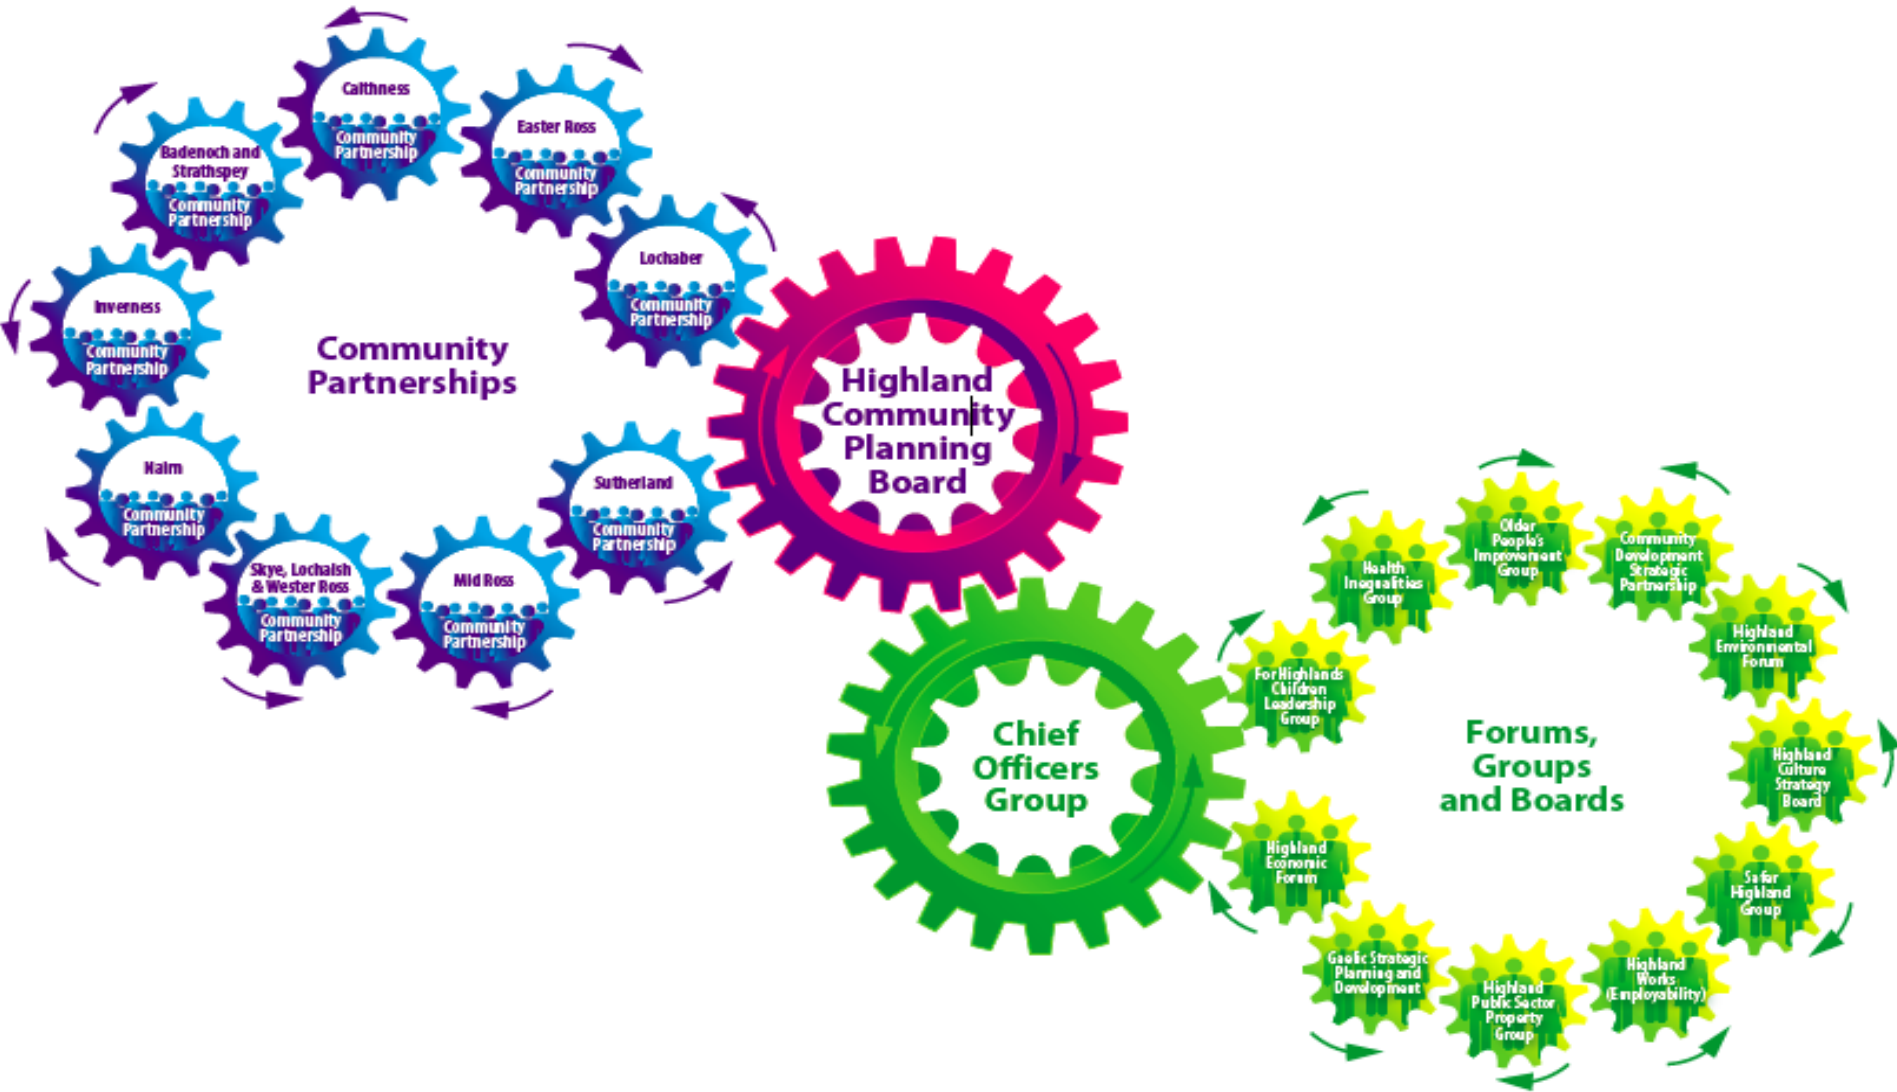 Caithness
Community
Partnership
Easter Ross
Community
Partnership
Badenoch and
Strathspey
Community
Partnership
Lochaber
Community
Partnership
Inverness
Community
Partnership
Community
Partnerships
Nairn
Community
Partnership
Sutherland
Community
Partnership
Skye, Lochalsh
& Wester Ross
Community
Partnership
Mid Ross
Community
Partnership
Highland
Community
Planning
Board
Chief
Officers
Group
Older
People's
Improvement
Group
Community
Development
Strategic
Partnership
Health
Inequalities
Group
Highland
Environmental
Forum
For Highlands
Children
Leadership
Group
Forums,
Groups
and Boards
Highland
Culture
Strategy
Board
Highland
Economic
Forum
Safer
Highland
Group
Gaelic Strategic
Planning and
Development
Highland
Public Sector
Property
Group
Highland
Works
(Employability)